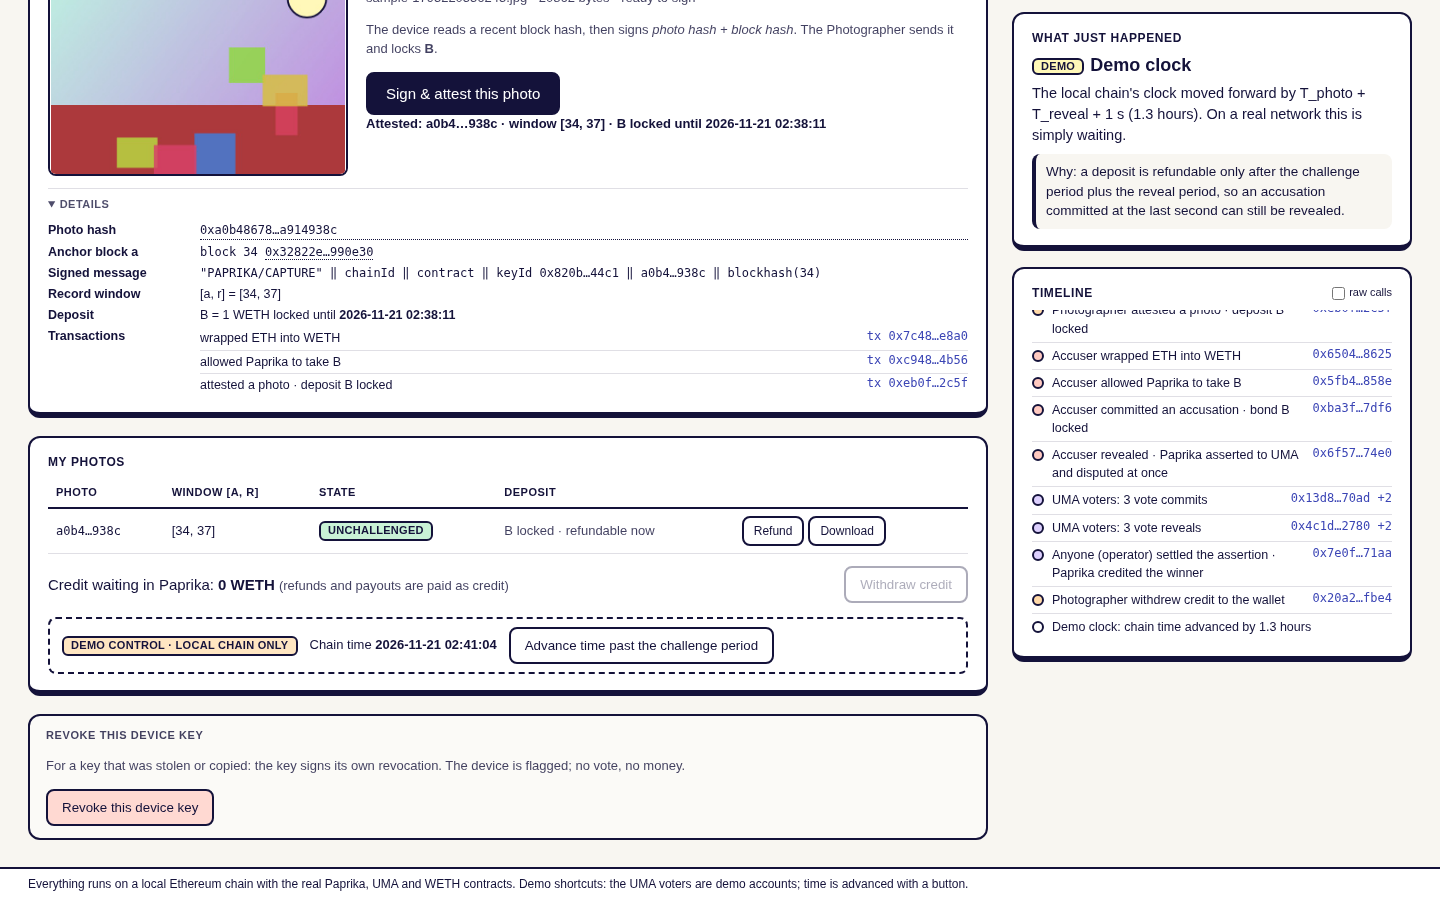 The device reads a recent block hash, then signs photo hash + block hash. The Photographer sends it
and locks B.
Sign & attest this photo
Attested: a0b4…938c · window [34, 37] · B locked until 2026-11-21 02:38:11
▼ DETAILS
Photo hash 0xa0b48678…a914938c
Anchor block a block 34 0x32822e…990e30
Signed message "PAPRIKA/CAPTURE" ‖ chainId ‖ contract ‖ keyId 0x820b…44c1 ‖ a0b4…938c ‖ blockhash(34)
Record window [a, r] = [34, 37]
Deposit B = 1 WETH locked until 2026-11-21 02:38:11
Transactions wrapped ETH into WETH tx 0x7c48…e8a0
allowed Paprika to take B tx 0xc948…4b56
attested a photo · deposit B locked tx 0xeb0f…2c5f
MY PHOTOS
PHOTO WINDOW [A, R] STATE DEPOSIT
a0b4…938c [34, 37] UNCHALLENGED B locked · refundable now Refund Download
Credit waiting in Paprika: 0 WETH (refunds and payouts are paid as credit) Withdraw credit
DEMO CONTROL · LOCAL CHAIN ONLY Chain time 2026-11-21 02:41:04 Advance time past the challenge period
REVOKE THIS DEVICE KEY
For a key that was stolen or copied: the key signs its own revocation. The device is flagged; no vote, no money.
Revoke this device key
WHAT JUST HAPPENED
DEMO Demo clock
The local chain's clock moved forward by T_photo +
T_reveal + 1 s (1.3 hours). On a real network this is
simply waiting.
Why: a deposit is refundable only after the challenge
period plus the reveal period, so an accusation
committed at the last second can still be revealed.
TIMELINE raw calls
Photographer attested a photo · deposit B
locked
Accuser wrapped ETH into WETH 0x6504…8625
Accuser allowed Paprika to take B 0x5fb4…858e
Accuser committed an accusation · bond B 0xba3f…7df6
locked
Accuser revealed · Paprika asserted to UMA 0x6f57…74e0
and disputed at once
UMA voters: 3 vote commits 0x13d8…70ad +2
UMA voters: 3 vote reveals 0x4c1d…2780 +2
Anyone (operator) settled the assertion · 0x7e0f…71aa
Paprika credited the winner
Photographer withdrew credit to the wallet 0x20a2…fbe4
Demo clock: chain time advanced by 1.3 hours
Everything runs on a local Ethereum chain with the real Paprika, UMA and WETH contracts. Demo shortcuts: the UMA voters are demo accounts; time is advanced with a button.